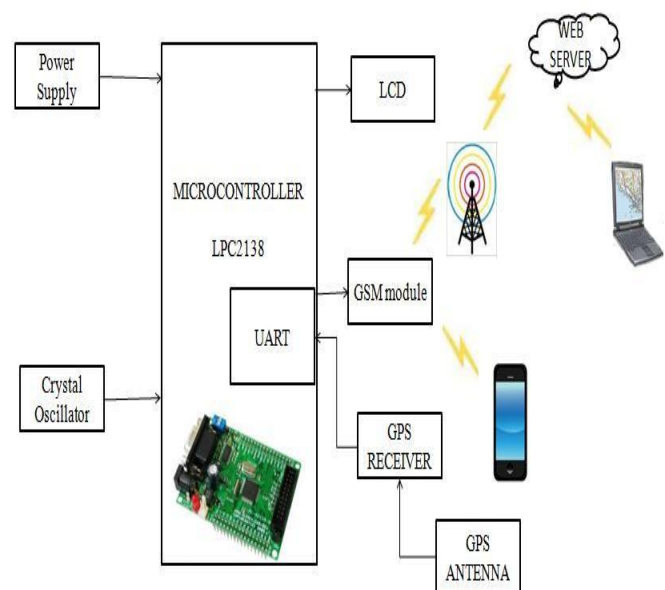 Power
Supply
MICROCONTROLLER
LPC2138
UART
Crystal
Oscillator
LCD
GSM module
GPS
RECEIVER
GPS
ANTENNA
WEB
SERVER